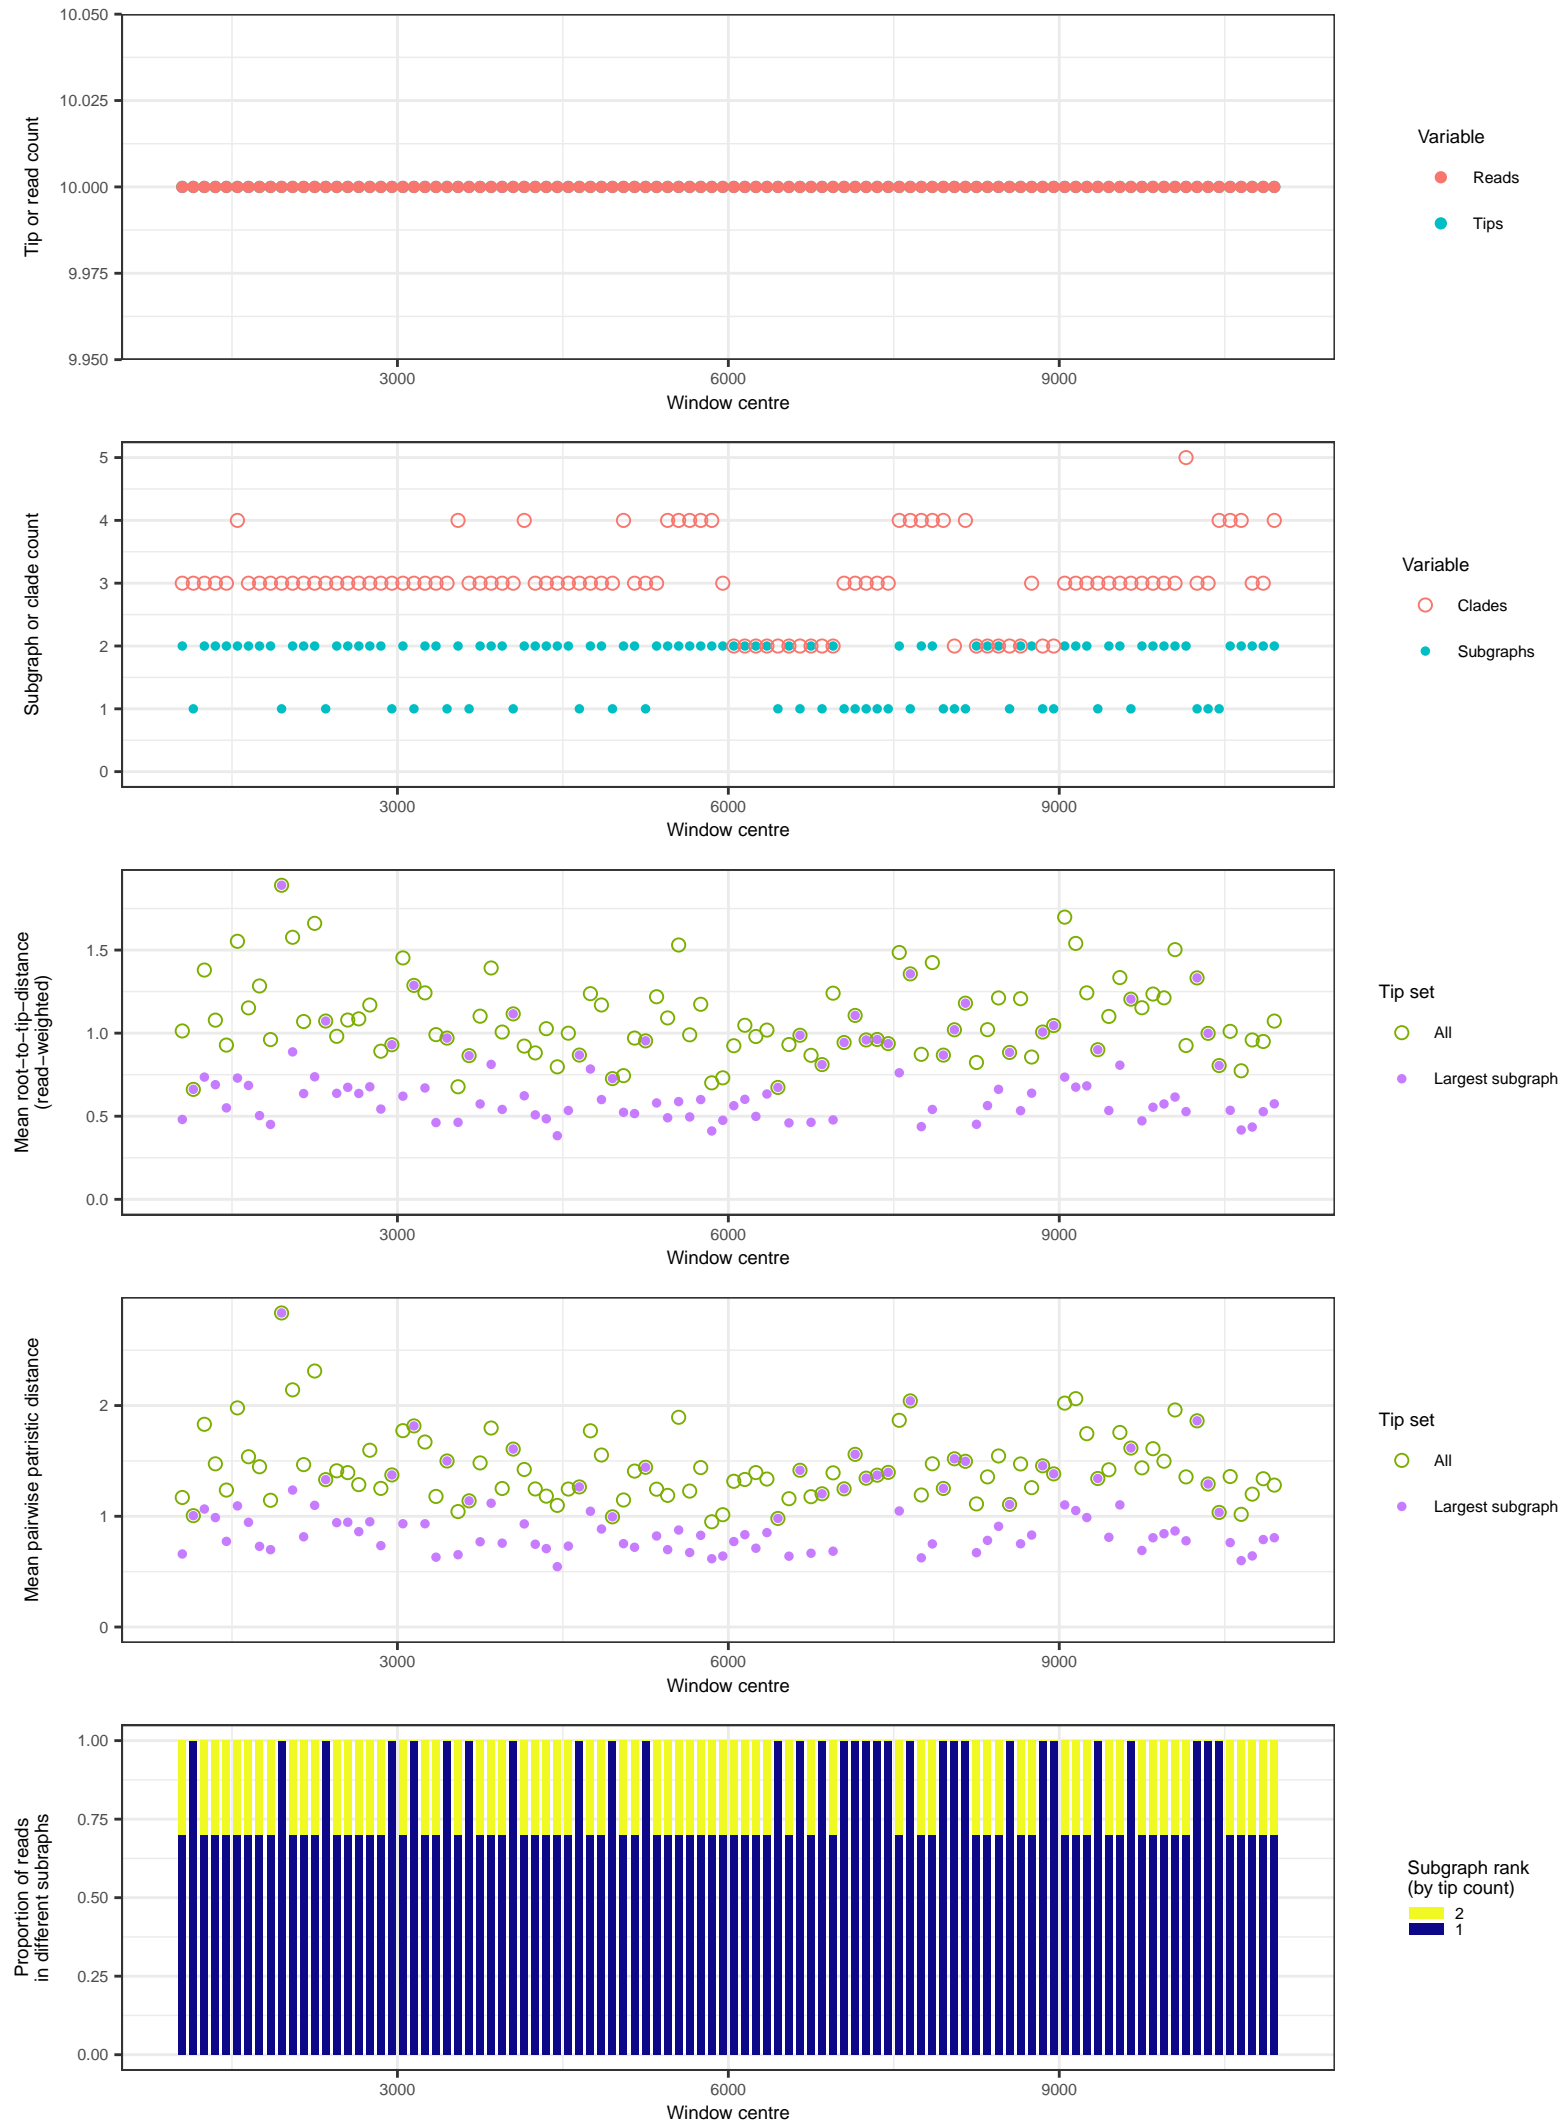 10.050
10.025
10.000
9.975
9.950
Tip or read count
3000 6000 9000
Window centre
Variable
Reads
Tips
5
4
3
2
1
0
Subgraph or clade count
3000 6000 9000
Window centre
Variable
Clades
Subgraphs
1.5
1.0
0.5
0.0
Mean root−to−tip−distance
(read−weighted)
3000 6000 9000
Window centre
Tip set
All
Largest subgraph
2
1
0
Mean pairwise patristic distance
3000 6000 9000
Window centre
Tip set
All
Largest subgraph
1.00
0.75
0.50
0.25
0.00
Proportion of reads
in different subraphs
3000 6000 9000
Window centre
Subgraph rank
(by tip count)
2
1